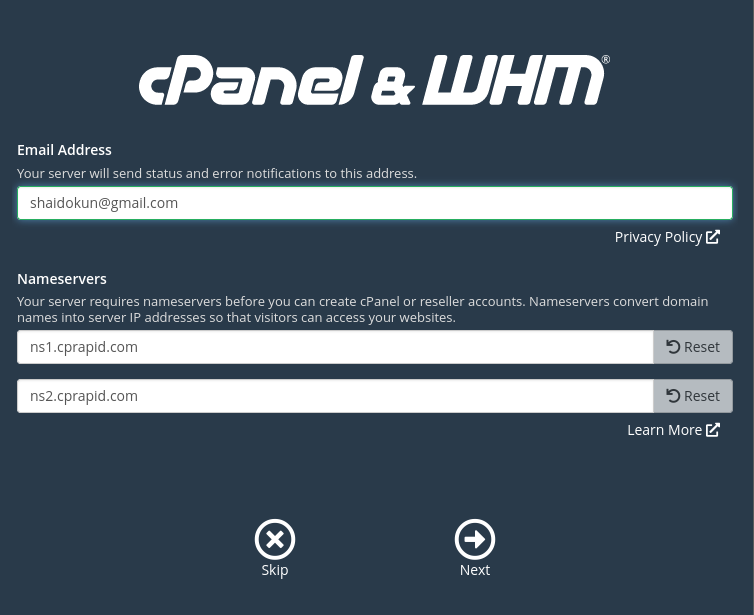 cPanel & WHM®
Email Address
Your server will send status and error notifications to this address.
shaidokun@gmail.com
Privacy Policy
Nameservers
Your server requires nameservers before you can create cPanel or reseller accounts. Nameservers convert domain
names into server IP addresses so that visitors can access your websites.
ns1.cprapid.com Reset
ns2.cprapid.com Reset
Learn More
Skip Next